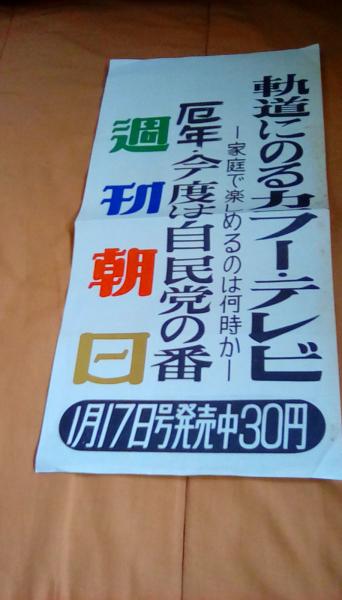 軌道にのるカラー・テレビ
―家庭で楽しめるのは何時か―
厄年・今度は自民党の番
週刊朝日
1月17日号発売中30円